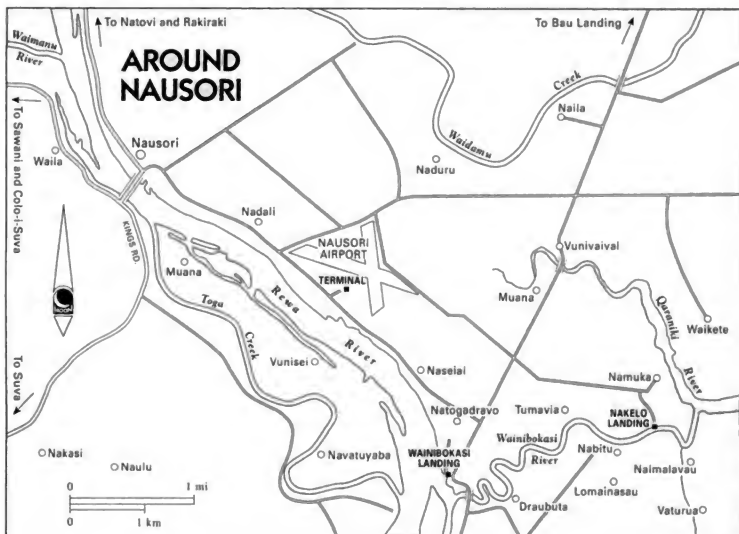 To Natovi and Rakiraki
To Bau Landing
Waimanu
River
AROUND
NAUSORI
Creek
Waidamu
Naila
To Sawani and Colo-i-Suva
Waila
Nausori
Naduru
KINGS RD.
Nadali
NAUSORI
AIRPORT
TERMINAL
Vunivaivai
Muana
Muana
Qaraniki
River
Waikete
MOON
Toga
Creek
Rewa
River
Vunisei
Naseiai
Namuka
To Suva
Natogadravo
Tumavia
NAKELO
LANDING
WAINIBOKASI
LANDING
Wainibokasi
River
Nabitu
Nakasi
Naulu
Navatuyaba
Nalmalavau
Lomainasau
Draubuta
Vaturua
0 1 mi
0 1 km